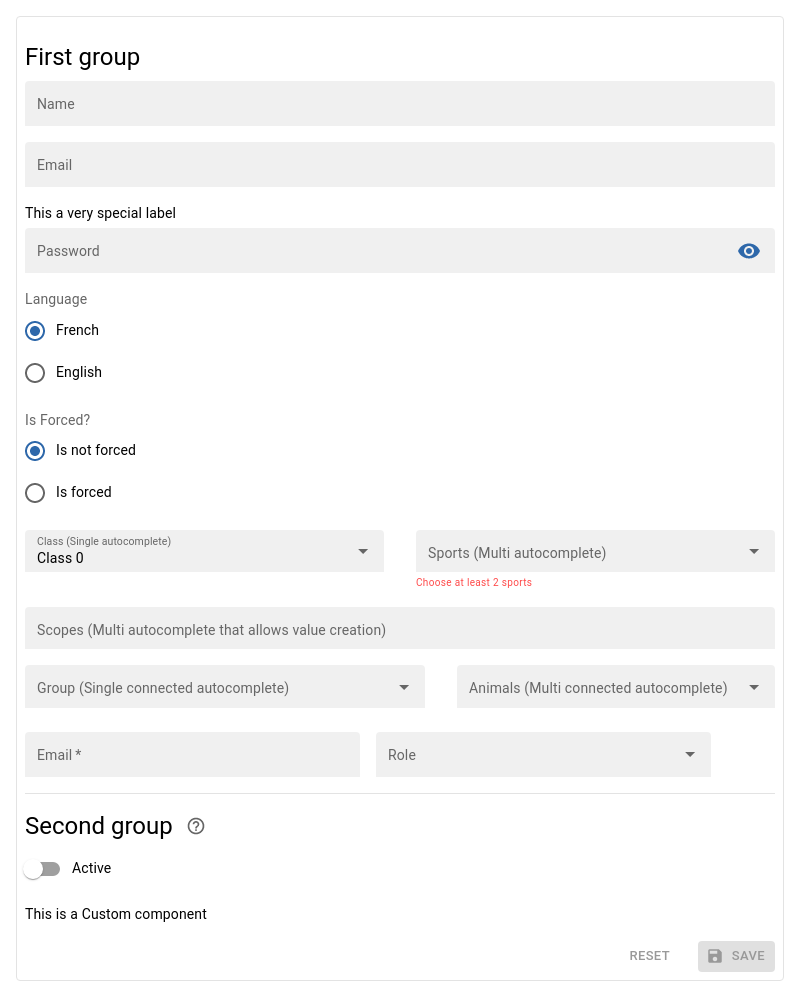 First group
Name
Email
This a very special label
Password
Language
French
English
Is Forced?
Is not forced
Is forced
Class (Single autocomplete)
Class 0
Sports (Multi autocomplete)
Choose at least 2 sports
Scopes (Multi autocomplete that allows value creation)
Group (Single connected autocomplete)
Animals (Multi connected autocomplete)
Email *
Role
Second group
Active
This is a Custom component
RESET
SAVE